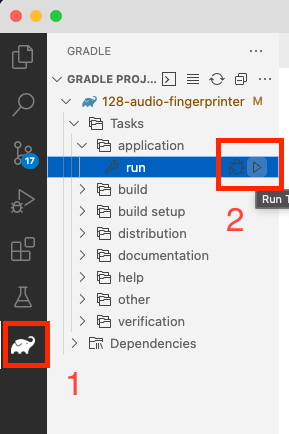 GRADLE
GRADLE PROJ...
128-audio-fingerprinter M
Tasks
application
run
Run T
build
2
build setup
17
distribution
documentation
help
other
verification
Dependencies
1